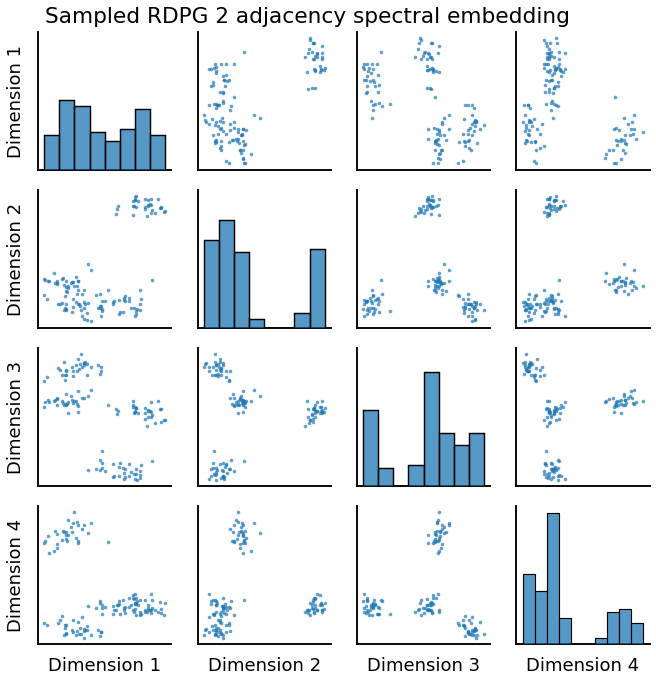 Sampled RDPG 2 adjacency spectral embedding
Dimension 1
Dimension 2
Dimension 3
Dimension 4
Dimension 1 Dimension 2 Dimension 3 Dimension 4